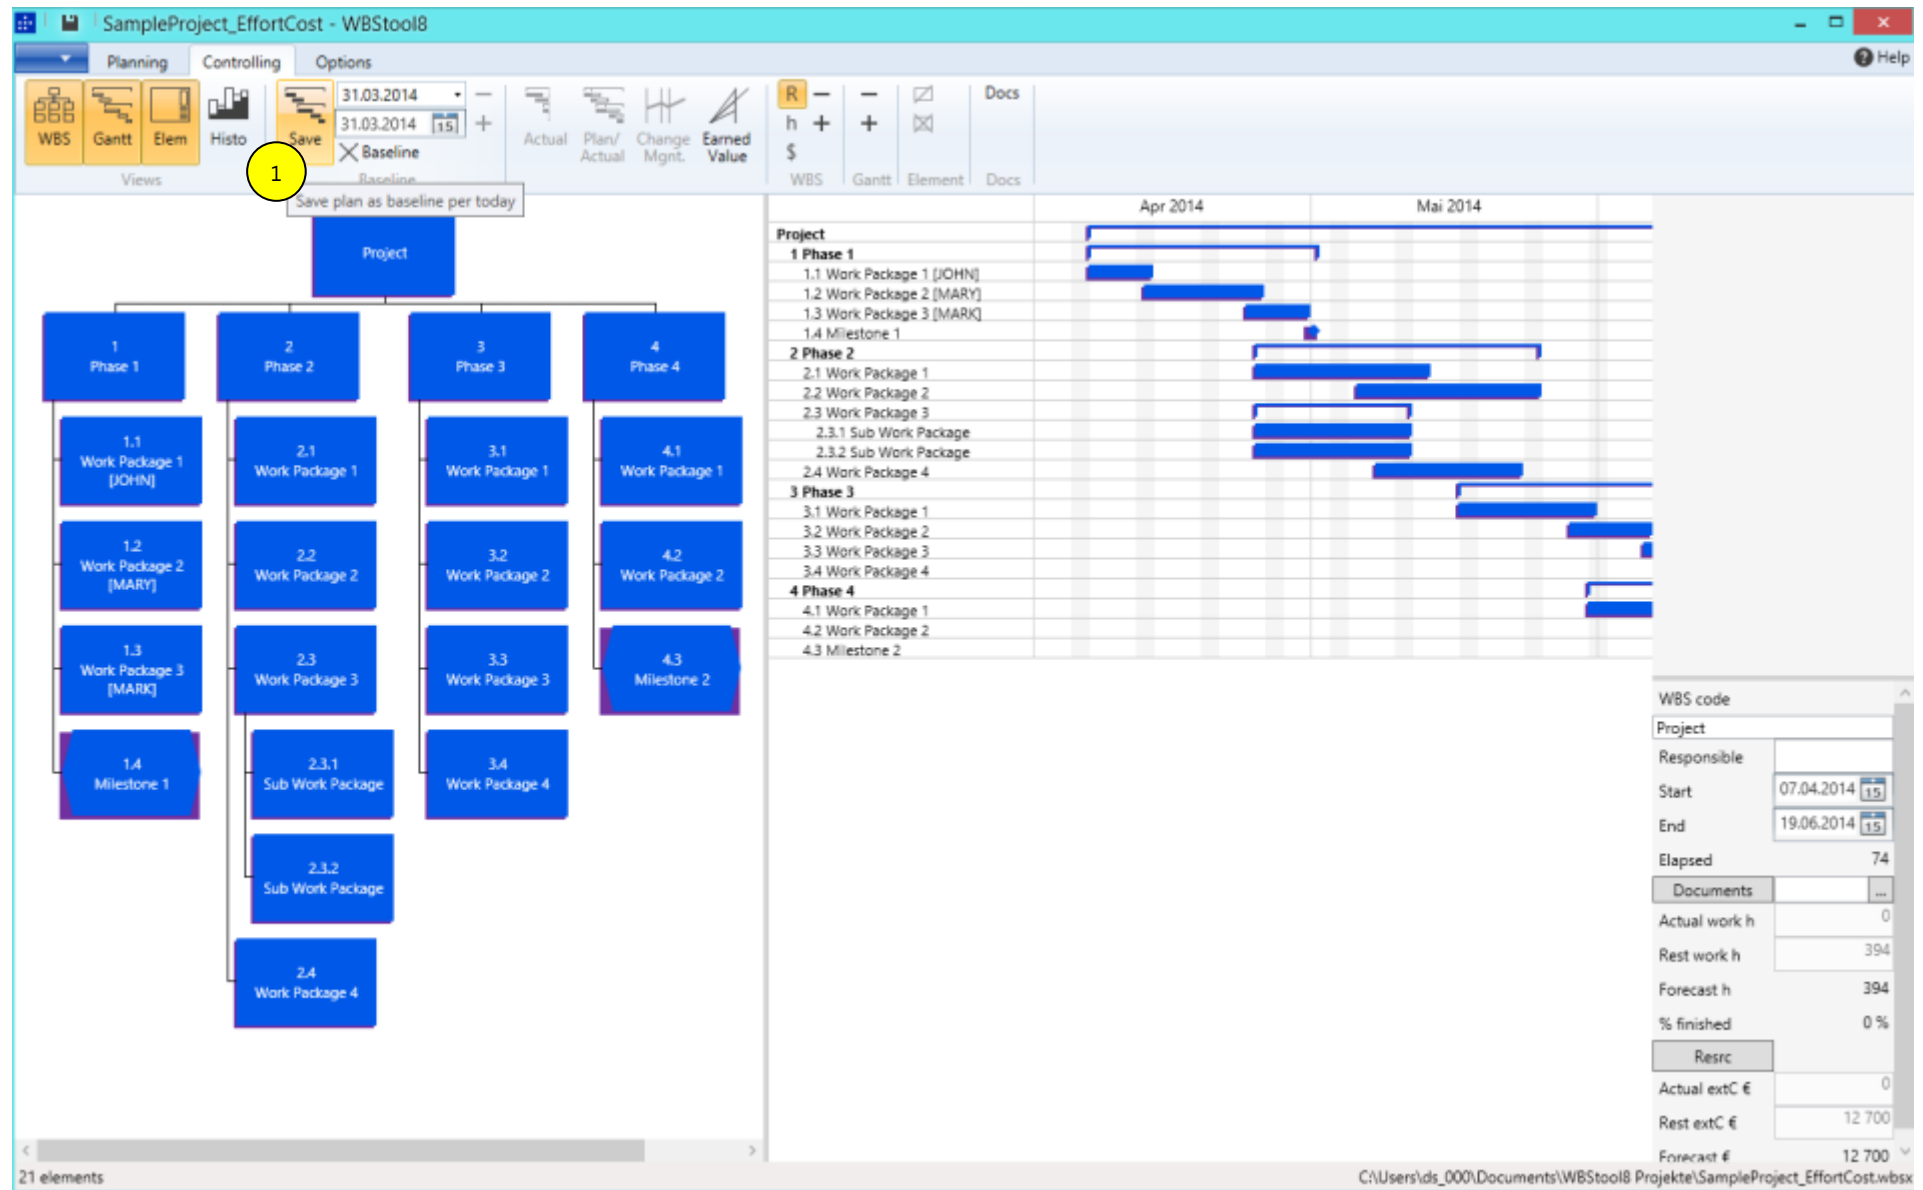 SampleProject_EffortCost - WBStool8
Planning
Controlling
Options
Help
WBS
Gantt
Elem
Histo
Views
Save
31.03.2014
31.03.2014
15
Baseline
Baseline
1
Save plan as baseline per today
Actual
Plan/
Actual
Change
Mgnt.
Earned
Value
R
h
$
WBS
Gantt
Element
Docs
Docs
Project
1
Phase 1
2
Phase 2
3
Phase 3
4
Phase 4
1.1
Work Package 1
[JOHN]
2.1
Work Package 1
3.1
Work Package 1
4.1
Work Package 1
1.2
Work Package 2
[MARY]
2.2
Work Package 2
3.2
Work Package 2
4.2
Work Package 2
1.3
Work Package 3
[MARK]
2.3
Work Package 3
3.3
Work Package 3
4.3
Milestone 2
1.4
Milestone 1
2.3.1
Sub Work Package
3.4
Work Package 4
2.3.2
Sub Work Package
2.4
Work Package 4
Apr 2014
Mai 2014
Project
1 Phase 1
1.1 Work Package 1 [JOHN]
1.2 Work Package 2 [MARY]
1.3 Work Package 3 [MARK]
1.4 Milestone 1
2 Phase 2
2.1 Work Package 1
2.2 Work Package 2
2.3 Work Package 3
2.3.1 Sub Work Package
2.3.2 Sub Work Package
2.4 Work Package 4
3 Phase 3
3.1 Work Package 1
3.2 Work Package 2
3.3 Work Package 3
3.4 Work Package 4
4 Phase 4
4.1 Work Package 1
4.2 Work Package 2
4.3 Milestone 2
WBS code
Project
Responsible
Start 07.04.2014 15
End 19.06.2014 15
Elapsed 74
Documents ...
Actual work h 0
Rest work h 394
Forecast h 394
% finished 0 %
Resrc
Actual extC € 0
Rest extC € 12 700
Forecast € 12 700
21 elements
C:\Users\ds_000\Documents\WBStool8 Projekte\SampleProject_EffortCost.wbsx